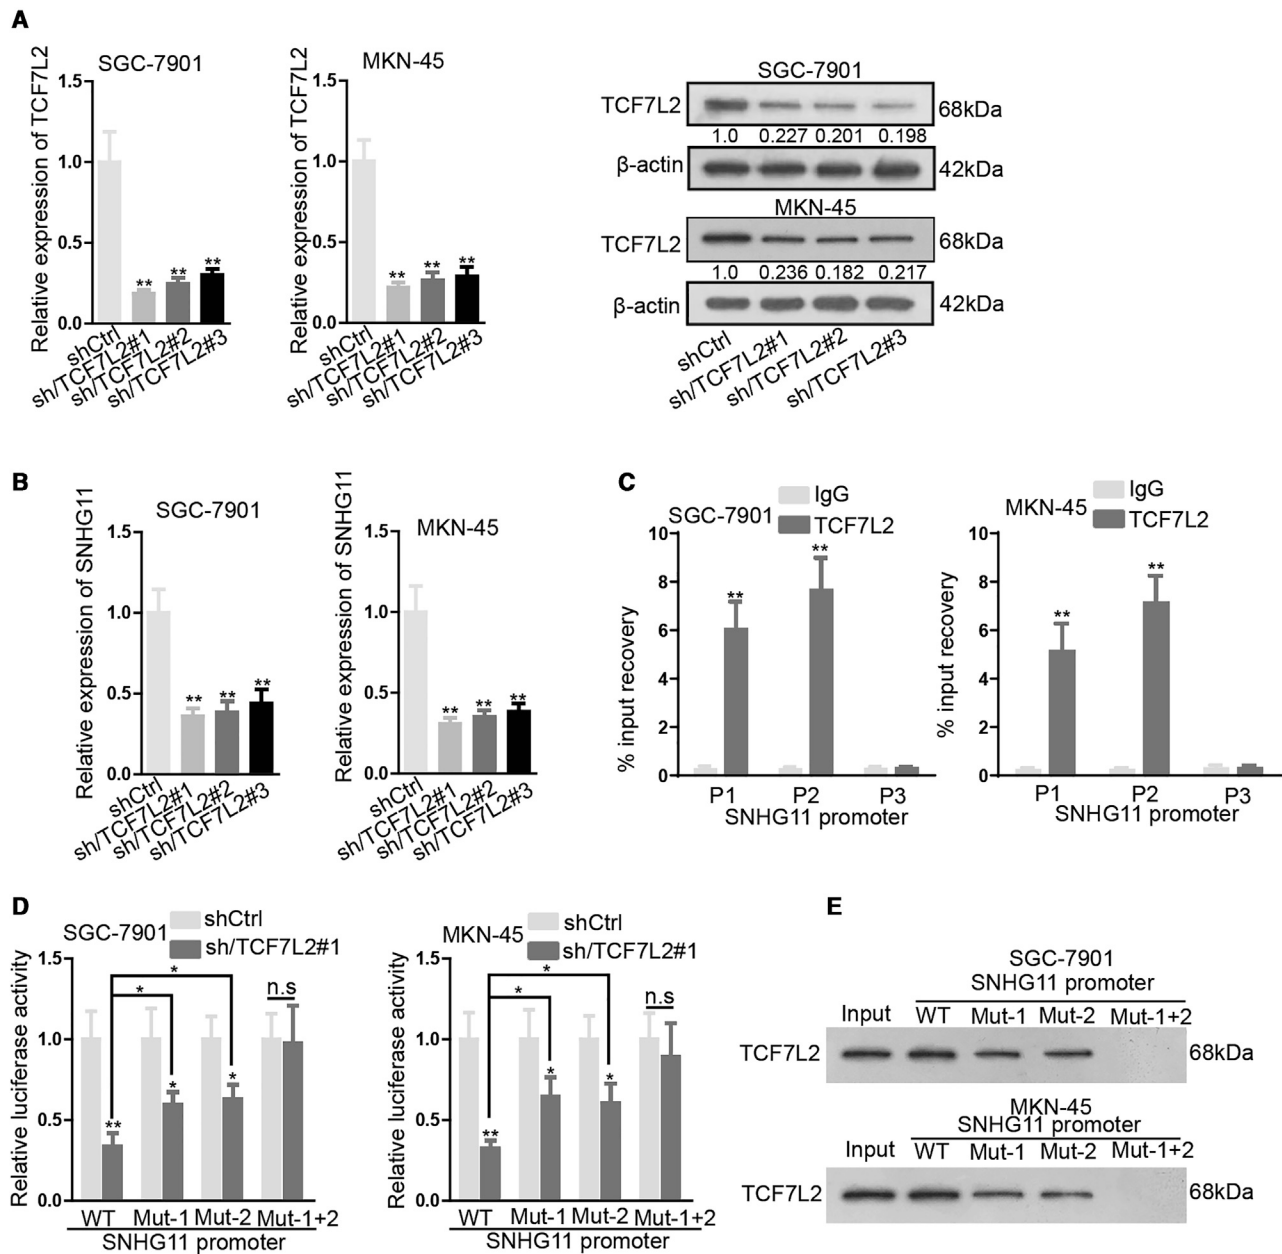 A
SGC-7901
Relative expression of TCF7L2
1.5
1.0
0.5
0.0
** ** **
shCtrl
sh/TCF7L2#1
sh/TCF7L2#2
sh/TCF7L2#3
MKN-45
Relative expression of TCF7L2
1.5
1.0
0.5
0.0
** ** **
shCtrl
sh/TCF7L2#1
sh/TCF7L2#2
sh/TCF7L2#3
SGC-7901
TCF7L2 68kDa
1.0 0.227 0.201 0.198
β-actin 42kDa
MKN-45
TCF7L2 68kDa
1.0 0.236 0.182 0.217
β-actin 42kDa
shCtrl
sh/TCF7L2#1
sh/TCF7L2#2
sh/TCF7L2#3
B
SGC-7901
Relative expression of SNHG11
1.5
1.0
0.5
0.0
** ** **
shCtrl
sh/TCF7L2#1
sh/TCF7L2#2
sh/TCF7L2#3
MKN-45
Relative expression of SNHG11
1.5
1.0
0.5
0.0
** ** **
shCtrl
sh/TCF7L2#1
sh/TCF7L2#2
sh/TCF7L2#3
C
SGC-7901
IgG
TCF7L2
% input recovery
10
8
6
4
2
0
** **
P1 P2 P3
SNHG11 promoter
MKN-45
IgG
TCF7L2
% input recovery
10
8
6
4
2
0
** **
P1 P2 P3
SNHG11 promoter
D
SGC-7901
shCtrl
sh/TCF7L2#1
Relative luciferase activity
1.5
1.0
0.5
0.0
*
*
n.s
** * *
WT Mut-1 Mut-2 Mut-1+2
SNHG11 promoter
MKN-45
shCtrl
sh/TCF7L2#1
Relative luciferase activity
1.5
1.0
0.5
0.0
*
*
n.s
** * *
WT Mut-1 Mut-2 Mut-1+2
SNHG11 promoter
E
SGC-7901
SNHG11 promoter
Input WT Mut-1 Mut-2 Mut-1+2
TCF7L2 68kDa
MKN-45
SNHG11 promoter
Input WT Mut-1 Mut-2 Mut-1+2
TCF7L2 68kDa